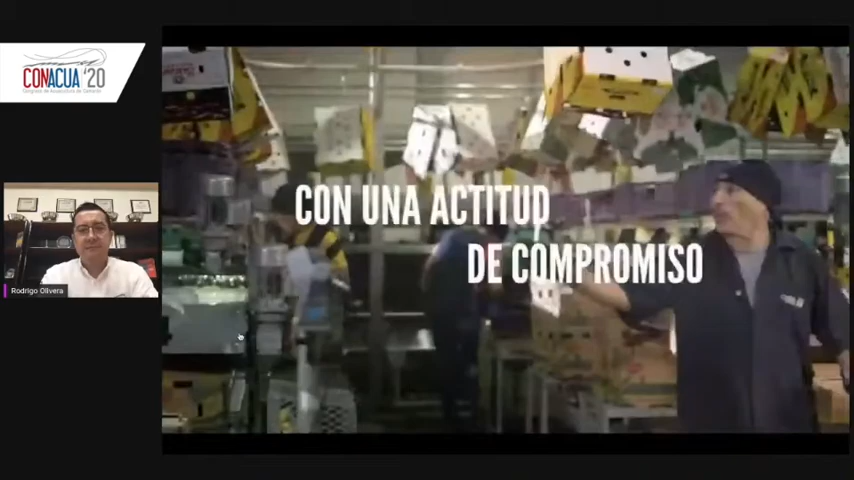 CONACUA '20
Congreso de Acuacultura de Camarón
Rodrigo Olivera
CON UNA ACTITUD
DE COMPROMISO